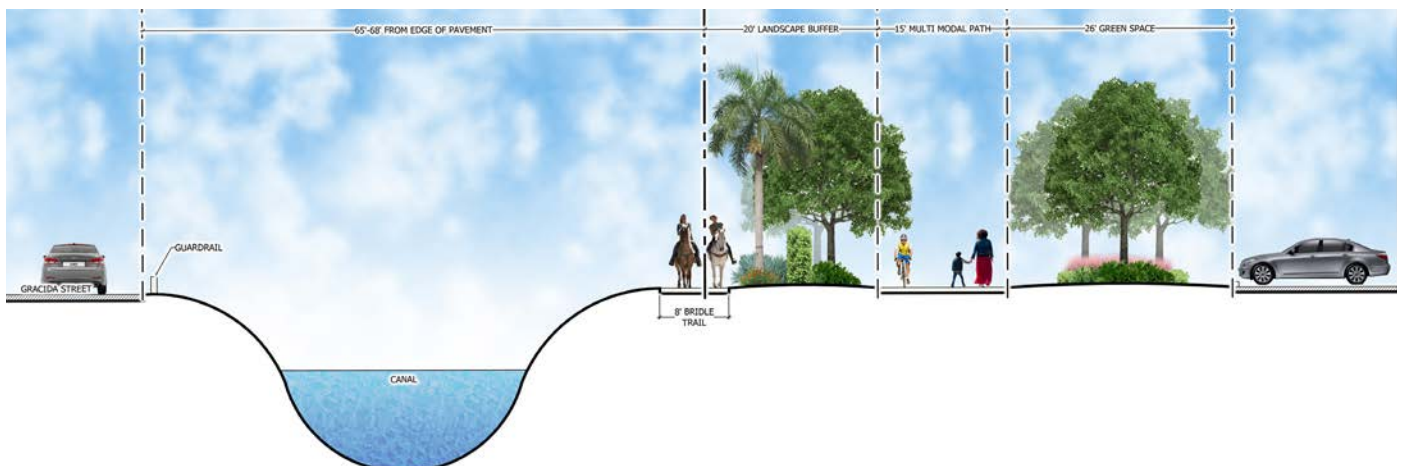 65'-68' FROM EDGE OF PAVEMENT
20' LANDSCAPE BUFFER
15' MULTI MODAL PATH
26' GREEN SPACE
GUARDRAIL
GRACIDA STREET
8' BRIDLE
TRAIL
CANAL